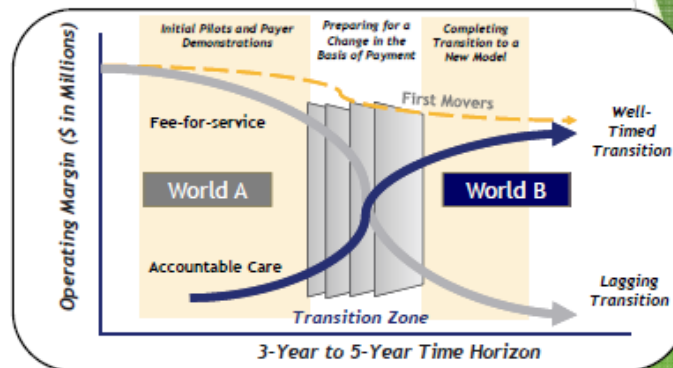 Initial Pilots and Payer
Demonstrations
Preparing for a
Change in the
Basis of Payment
Completing
Transition to a
New Model
Operating Margin ($ in Millions)
First Movers
Fee-for-service
Well-
Timed
Transition
World A
World B
Accountable Care
Lagging
Transition
Transition Zone
3-Year to 5-Year Time Horizon